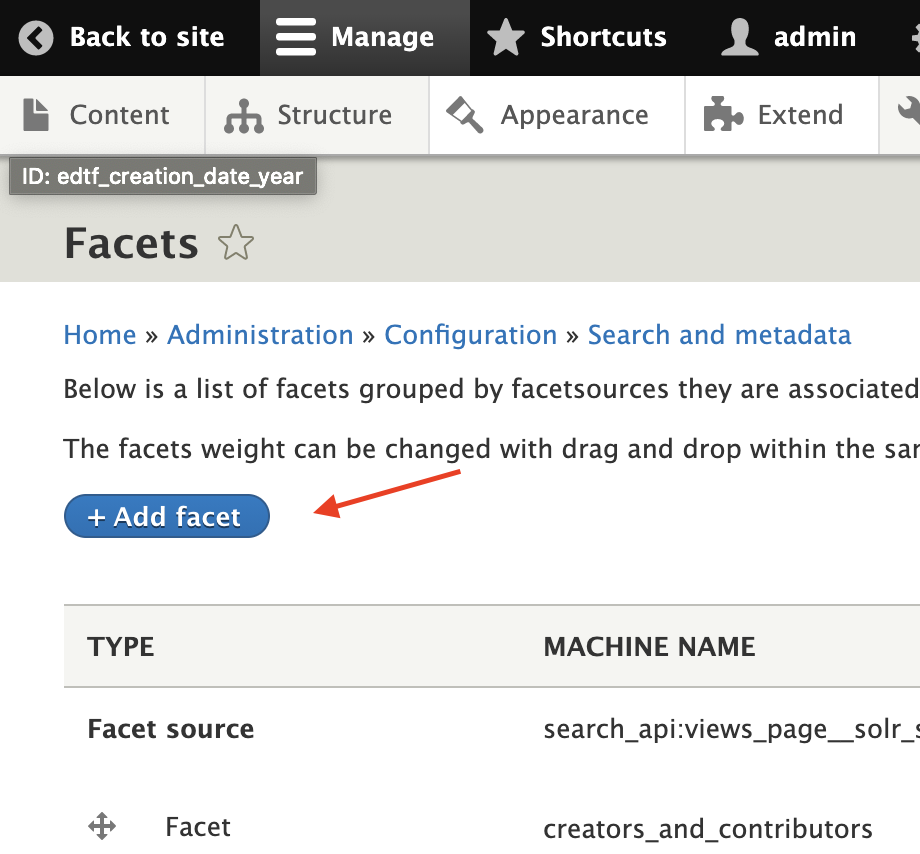 Back to site Manage Shortcuts admin
Content Structure Appearance Extend
ID: edtf_creation_date_year
Facets
Home » Administration » Configuration » Search and metadata
Below is a list of facets grouped by facetsources they are associated
The facets weight can be changed with drag and drop within the
+ Add facet
TYPE MACHINE NAME
Facet source search_api:views_page__solr_
Facet creators_and_contributors